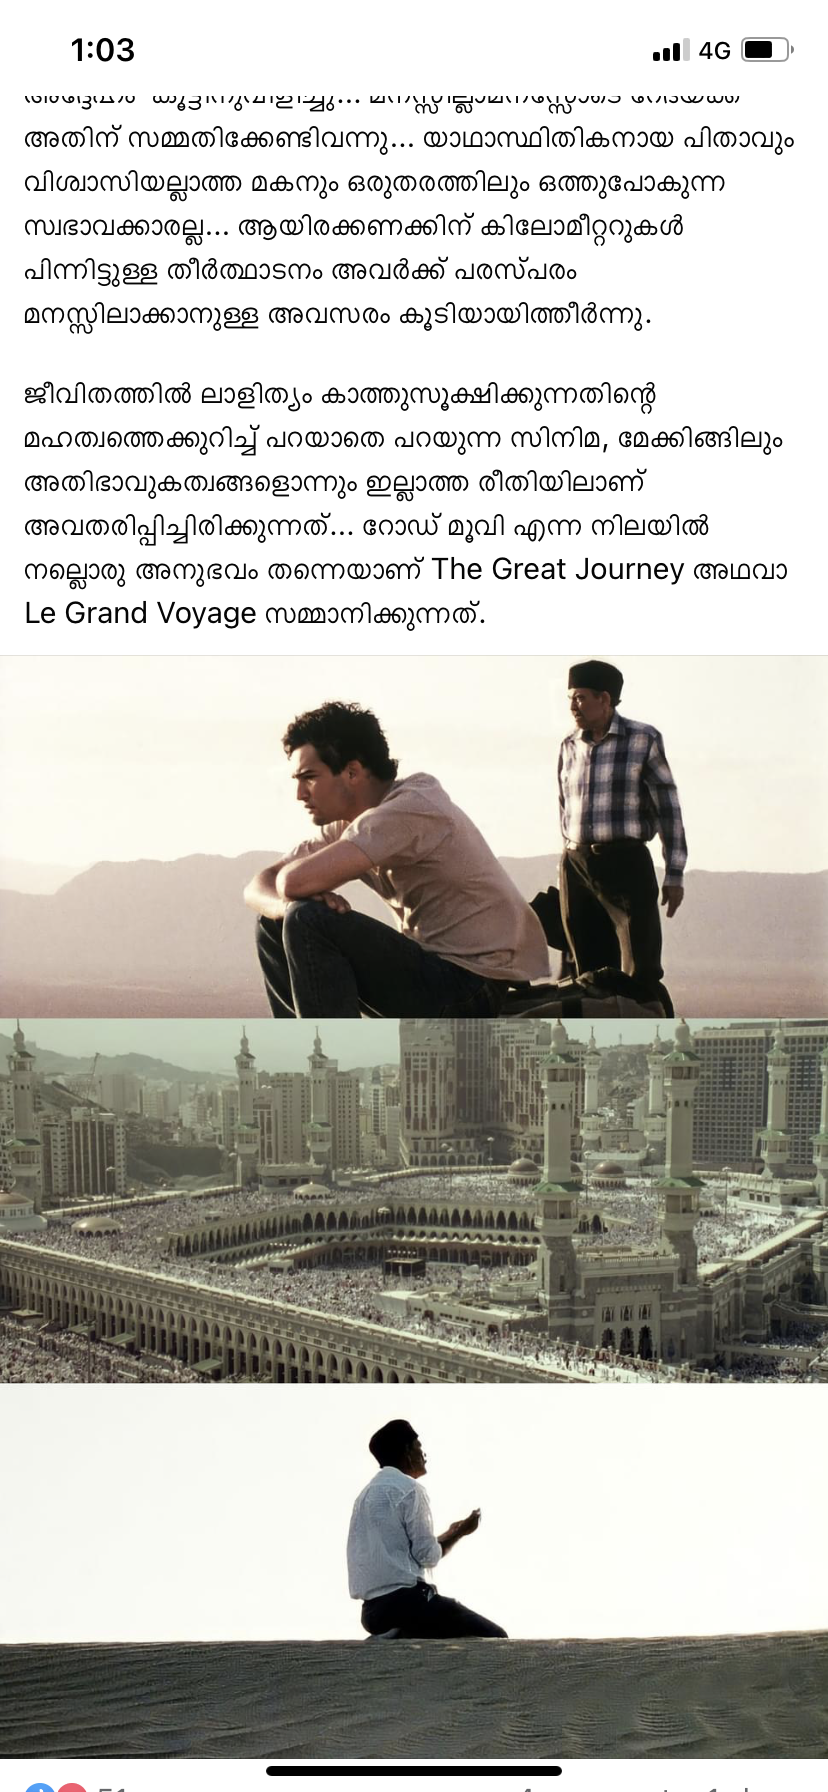 1:03
4G
അദ്ദേഹം കൂട്ടിനുവിളിച്ചു... മനസ്സില്ലാമനസ്സോടെ
അതിന് സമ്മതിക്കേണ്ടിവന്നു... യാഥാസ്ഥിതികനായ പിതാവും
വിശ്വാസിയല്ലാത്ത മകനും ഒരുതരത്തിലും ഒത്തുപോകുന്ന
സ്വഭാവക്കാരല്ല... ആയിരക്കണക്കിന് കിലോമീറ്ററുകൾ
പിന്നിട്ടുള്ള തീർത്ഥാടനം അവർക്ക് പരസ്പരം
മനസ്സിലാക്കാനുള്ള അവസരം കൂടിയായിത്തീർന്നു.
ജീവിതത്തിൽ ലാളിത്യം കാത്തുസൂക്ഷിക്കുന്നതിന്റെ
മഹത്വത്തെക്കുറിച്ച് പറയാതെ പറയുന്ന സിനിമ, മേക്കിങ്ങിലും
അതിഭാവുകത്വങ്ങളൊന്നും ഇല്ലാത്ത രീതിയിലാണ്
അവതരിപ്പിച്ചിരിക്കുന്നത്... റോഡ് മൂവി എന്ന നിലയിൽ
നല്ലൊരു അനുഭവം തന്നെയാണ് The Great Journey അഥവാ
Le Grand Voyage സമ്മാനിക്കുന്നത്.